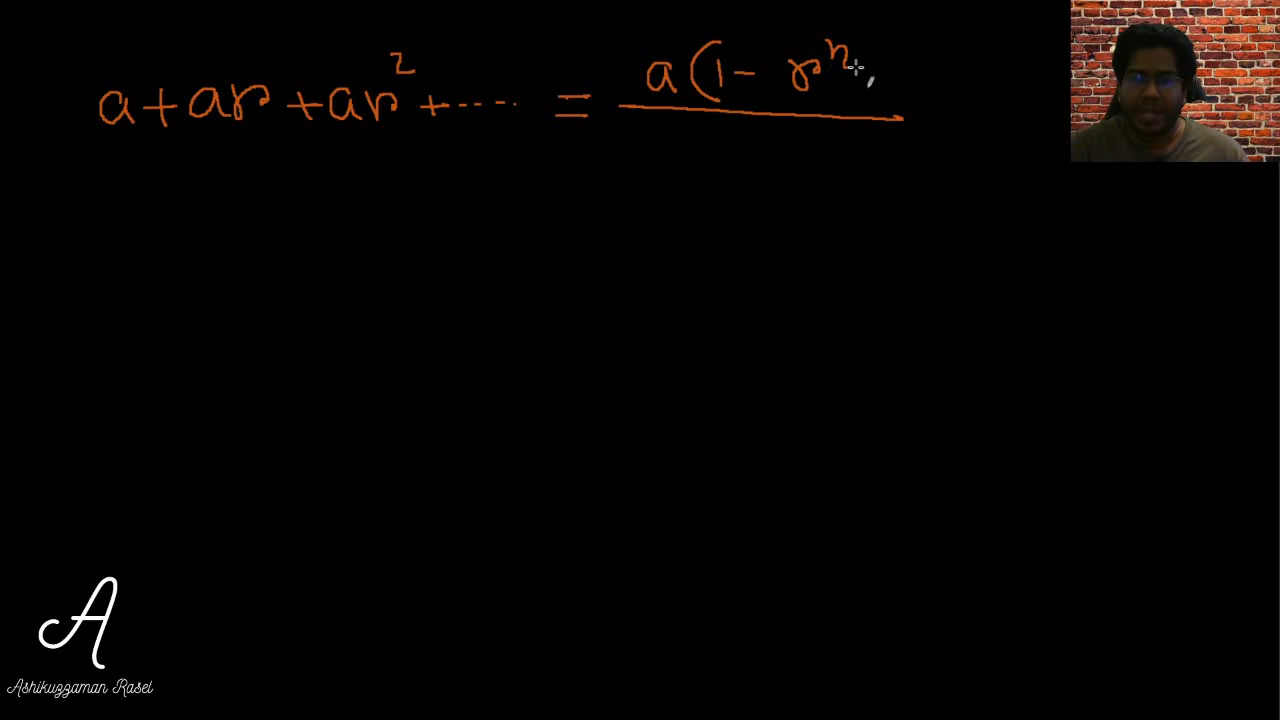 a + ar + ar² + ---- = a(1 - rⁿ
Ashikuzzaman Rasel